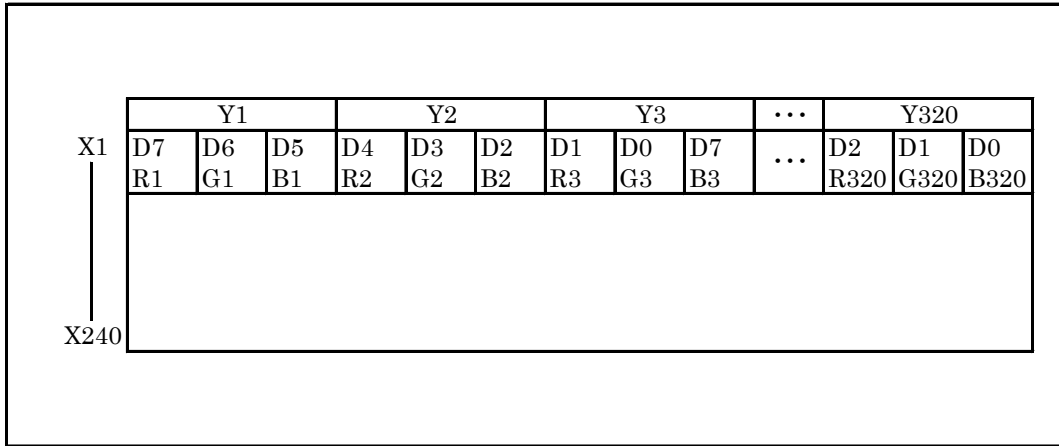 Y1 Y2 Y3 ... Y320
X1 D7 D6 D5 D4 D3 D2 D1 D0 D7 ... D2 D1 D0
R1 G1 B1 R2 G2 B2 R3 G3 B3 R320 G320 B320
X240